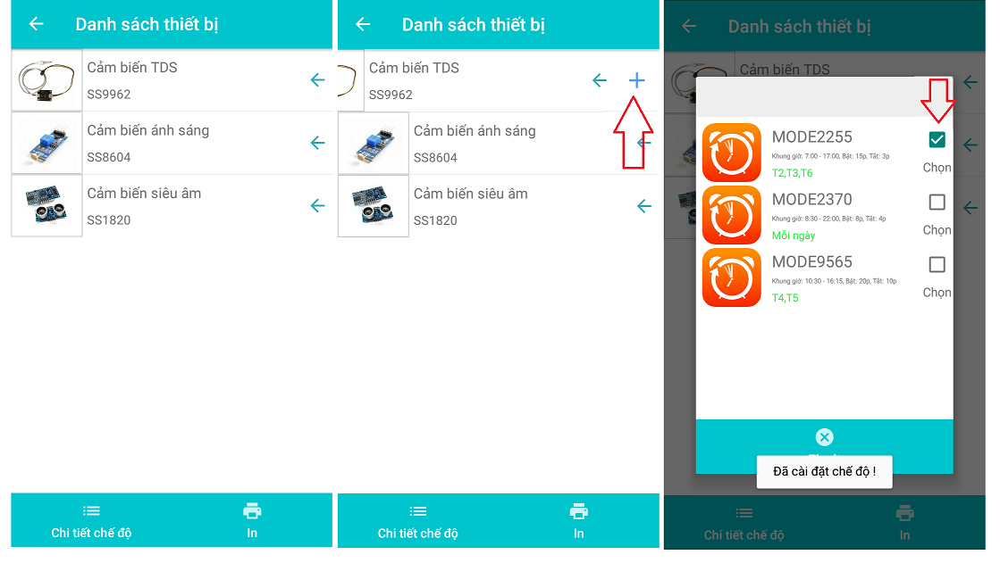 Danh sách thiết bị
Cảm biến TDS
SS9962
Cảm biến ánh sáng
SS8604
Cảm biến siêu âm
SS1820
Chi tiết chế độ
In
Danh sách thiết bị
Cảm biến TDS
SS9962
Cảm biến ánh sáng
SS8604
Cảm biến siêu âm
SS1820
Chi tiết chế độ
In
Danh sách thiết bị
Cảm biến TDS
MODE2255
Khung giờ: 7:00 - 17:00, Bật: 15p, Tắt: 3p
T2,T3,T6
Chọn
MODE2370
Khung giờ: 8:30 - 22:00, Bật: 8p, Tắt: 4p
Mỗi ngày
Chọn
MODE9565
Khung giờ: 10:30 - 16:15, Bật: 20p, Tắt: 10p
T4,T5
Chọn
Đã cài đặt chế độ !
Chi tiết chế độ
In